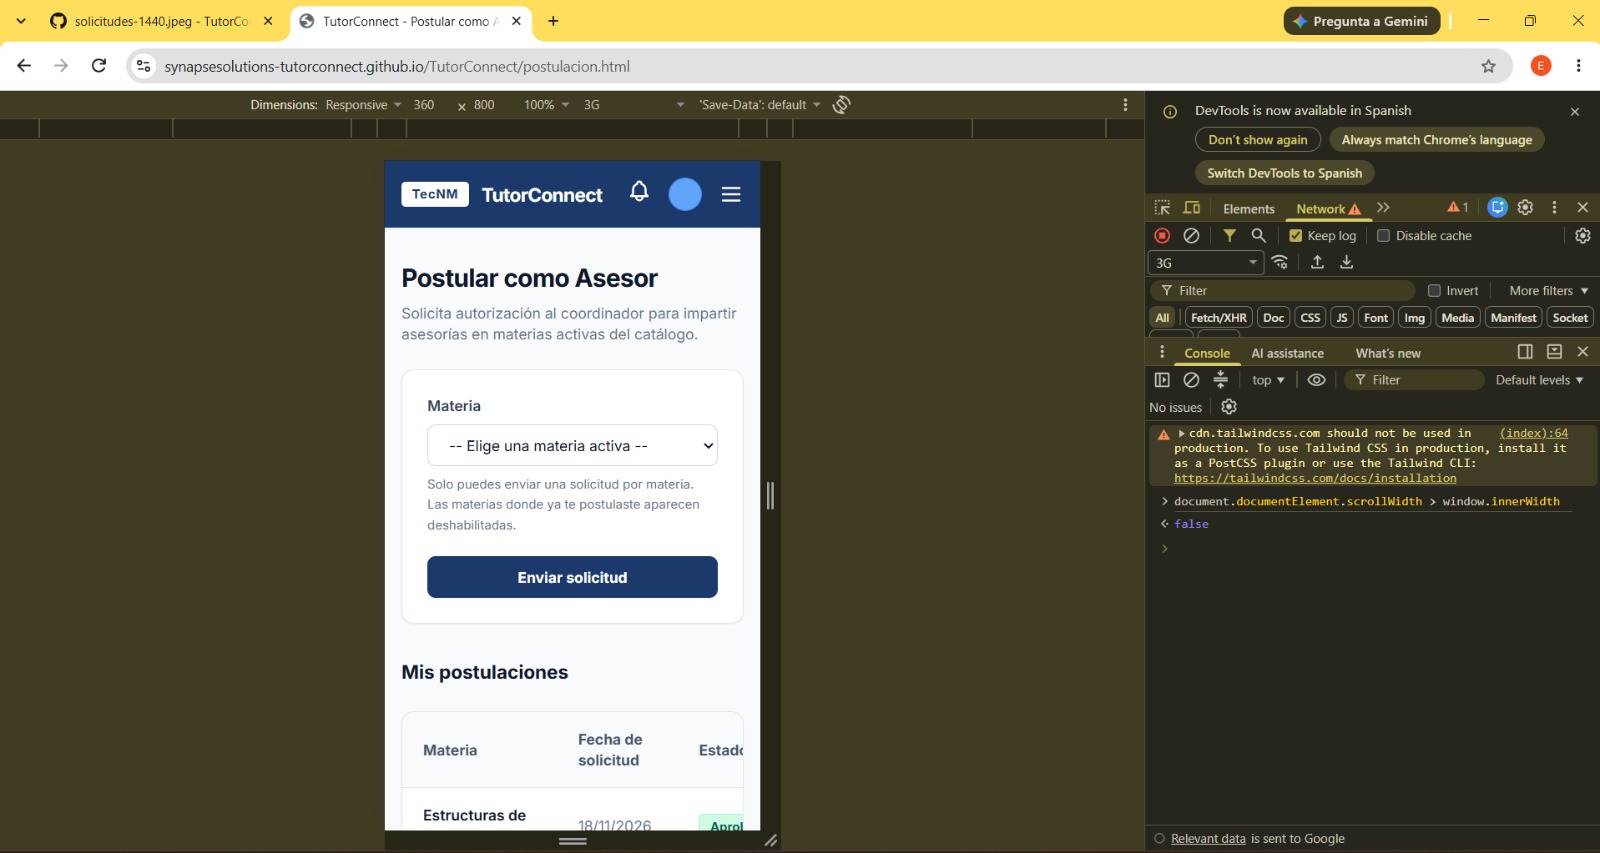 solicitudes-1440.jpeg - TutorCo
TutorConnect - Postular como A
Pregunta a Gemini
synapsesolutions-tutorconnect.github.io/TutorConnect/postulacion.html
E
Dimensions: Responsive 360 × 800 100% 3G 'Save-Data': default
DevTools is now available in Spanish
Don't show again
Always match Chrome's language
Switch DevTools to Spanish
Elements Network 1
Keep log Disable cache
3G
Filter Invert More filters
All Fetch/XHR Doc CSS JS Font Img Media Manifest Socket
Console AI assistance What's new
top Filter Default levels
No issues
cdn.tailwindcss.com should not be used in (index):64
production. To use Tailwind CSS in production, install it
as a PostCSS plugin or use the Tailwind CLI:
https://tailwindcss.com/docs/installation
> document.documentElement.scrollWidth > window.innerWidth
false
>
Relevant data is sent to Google
TecNM TutorConnect
Postular como Asesor
Solicita autorización al coordinador para impartir
asesorías en materias activas del catálogo.
Materia
-- Elige una materia activa --
Solo puedes enviar una solicitud por materia.
Las materias donde ya te postulaste aparecen
deshabilitadas.
Enviar solicitud
Mis postulaciones
Materia Fecha de solicitud Estado
Estructuras de 18/11/2026 Aprol